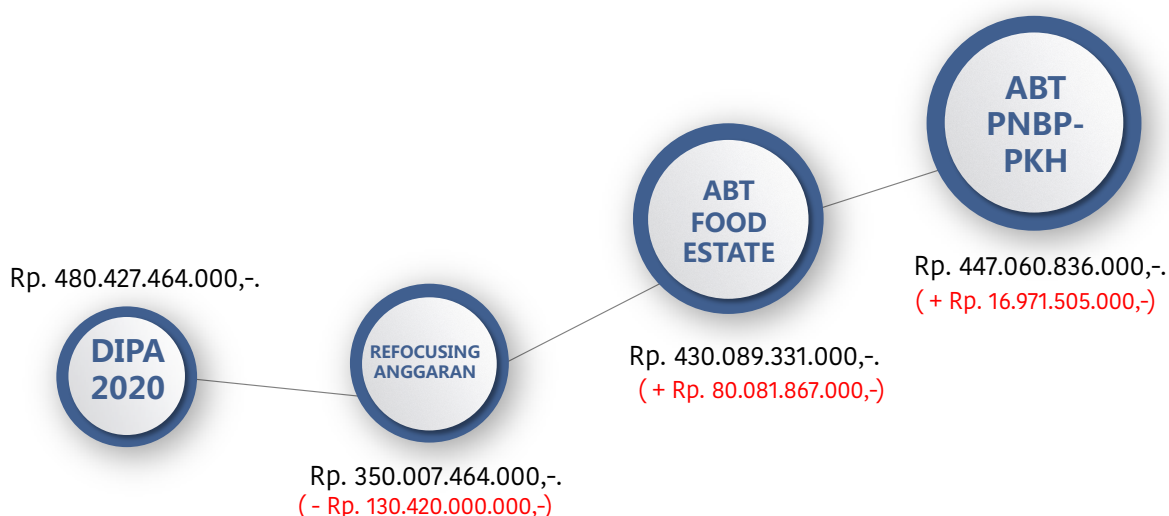 Rp. 480.427.464.000,-.
DIPA
2020
REFOCUSING
ANGGARAN
Rp. 350.007.464.000,-.
( - Rp. 130.420.000.000,-)
ABT
FOOD
ESTATE
Rp. 430.089.331.000,-.
( + Rp. 80.081.867.000,-)
ABT
PNBP-
PKH
Rp. 447.060.836.000,-.
( + Rp. 16.971.505.000,-)